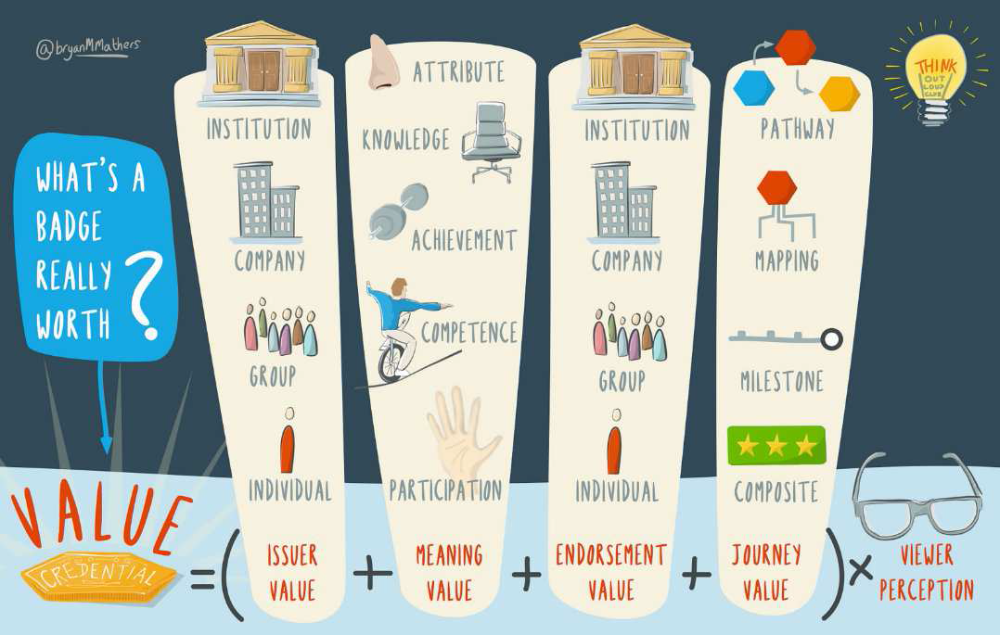 @bryanMMathers
THINK
OUT
LOUD
CLUB
WHAT'S A
BADGE
REALLY
WORTH ?
INSTITUTION
COMPANY
GROUP
INDIVIDUAL
ATTRIBUTE
KNOWLEDGE
ACHIEVEMENT
COMPETENCE
PARTICIPATION
INSTITUTION
COMPANY
GROUP
INDIVIDUAL
PATHWAY
MAPPING
MILESTONE
COMPOSITE
VALUE
CREDENTIAL
= (
ISSUER
VALUE
+
MEANING
VALUE
+
ENDORSEMENT
VALUE
+
JOURNEY
VALUE
) ×
VIEWER
PERCEPTION